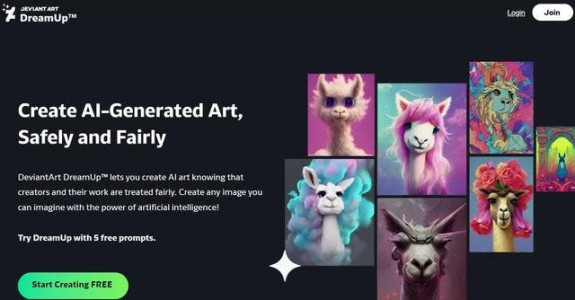 DEVIANT ART
DreamUp™
Login
Join
Create AI-Generated Art,
Safely and Fairly
DeviantArt DreamUp™ lets you create AI art knowing that
creators and their work are treated fairly. Create any image you
can imagine with the power of artificial intelligence!
Try DreamUp with 5 free prompts.
Start Creating FREE